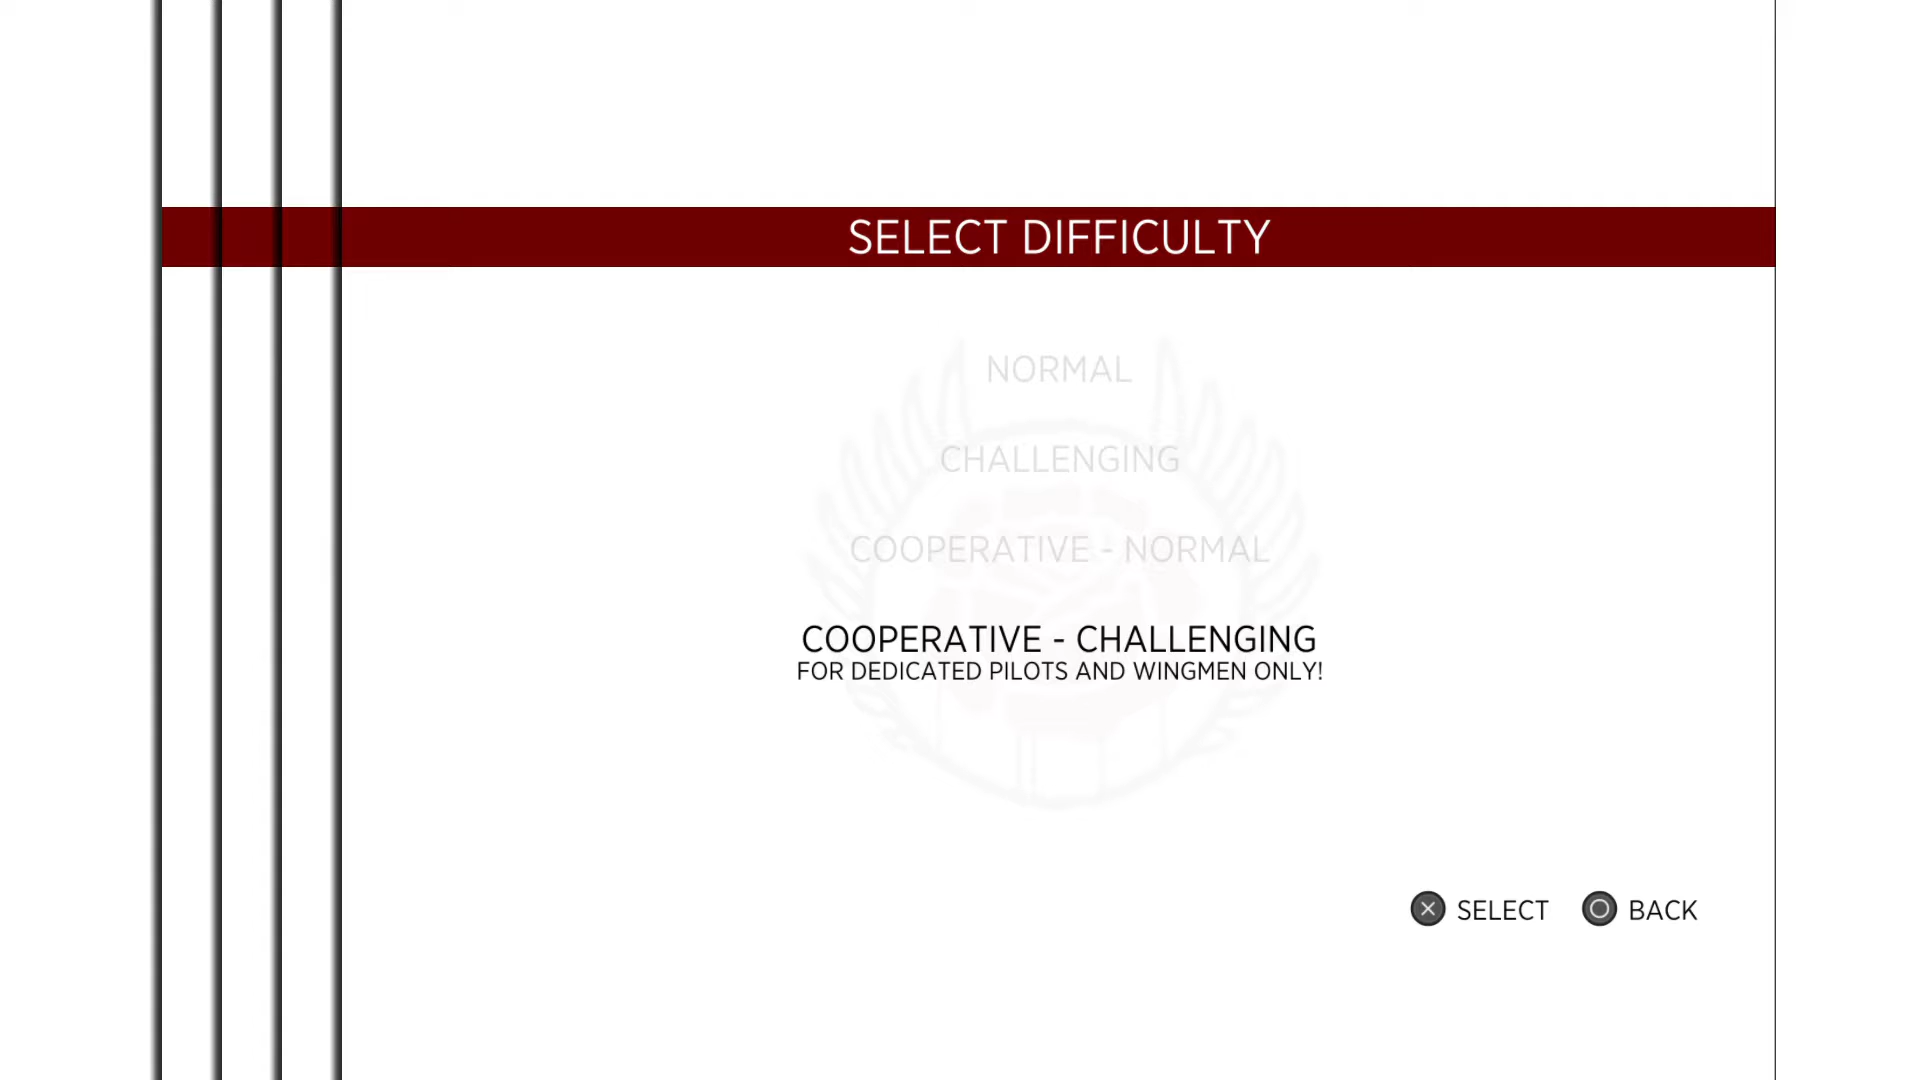 SELECT DIFFICULTY
NORMAL
CHALLENGING
COOPERATIVE - NORMAL
COOPERATIVE - CHALLENGING
FOR DEDICATED PILOTS AND WINGMEN ONLY!
SELECT BACK